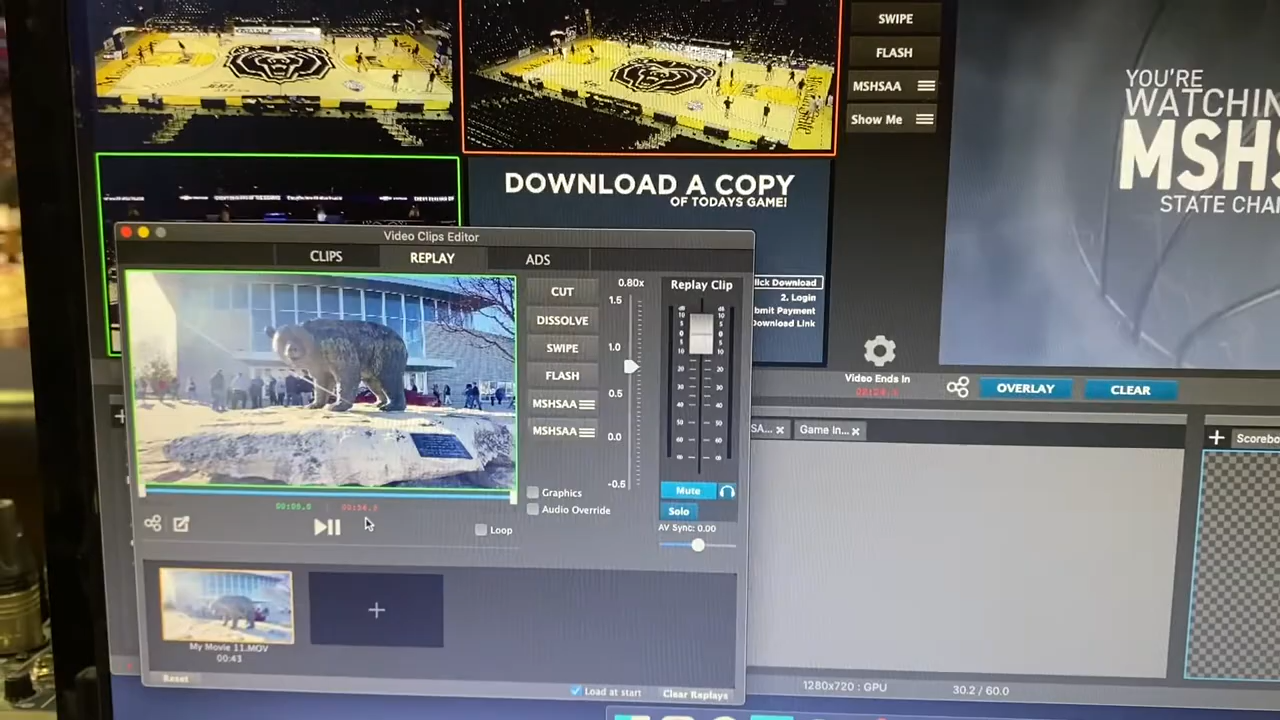 SWIPE
FLASH
MSHSAA
Show Me
YOU'RE
WATCHIN
MSHS
STATE CHA
DOWNLOAD A COPY
OF TODAYS GAME!
lick Download
2. Login
bmit Payment
Download Link
Video Clips Editor
CLIPS
REPLAY
ADS
CUT
DISSOLVE
SWIPE
FLASH
MSHSAA
MSHSAA
Graphics
Audio Override
0.80x
1.5
1.0
0.5
0.0
-0.5
Replay Clip
Mute
Solo
AV Sync: 0.00
Loop
My Movie 11.MOV
00:43
Reset
Load at start
Clear Replays
Video Ends In
OVERLAY
CLEAR
SA...
Game In...
Scorebo
1280x720 : GPU
30.2 / 60.0